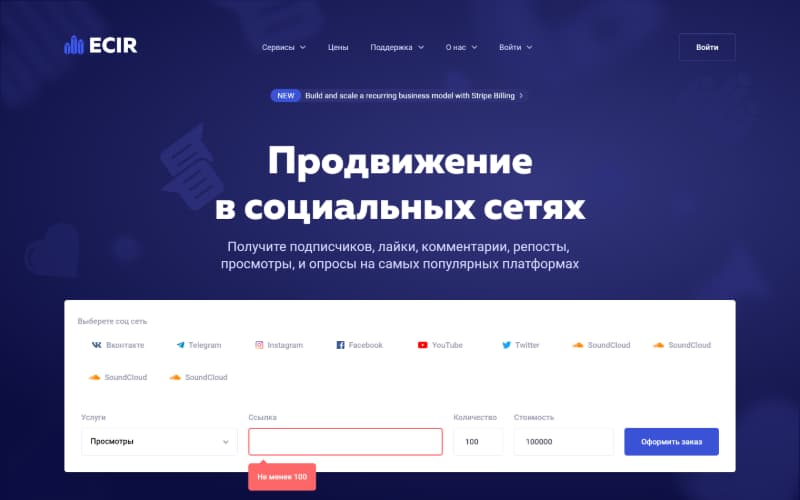 ECIR
Сервисы Цены Поддержка О нас Войти Войти
NEW Build and scale a recurring business model with Stripe Billing
Продвижение
в социальных сетях
Получите подписчиков, лайки, комментарии, репосты,
просмотры, и опросы на самых популярных платформах
Выберете соц сеть
Вконтакте Telegram Instagram Facebook YouTube Twitter SoundCloud SoundCloud
SoundCloud SoundCloud
Услуги Ссылка Количество Стоимость
Просмотры 100 100000 Оформить заказ
Не менее 100